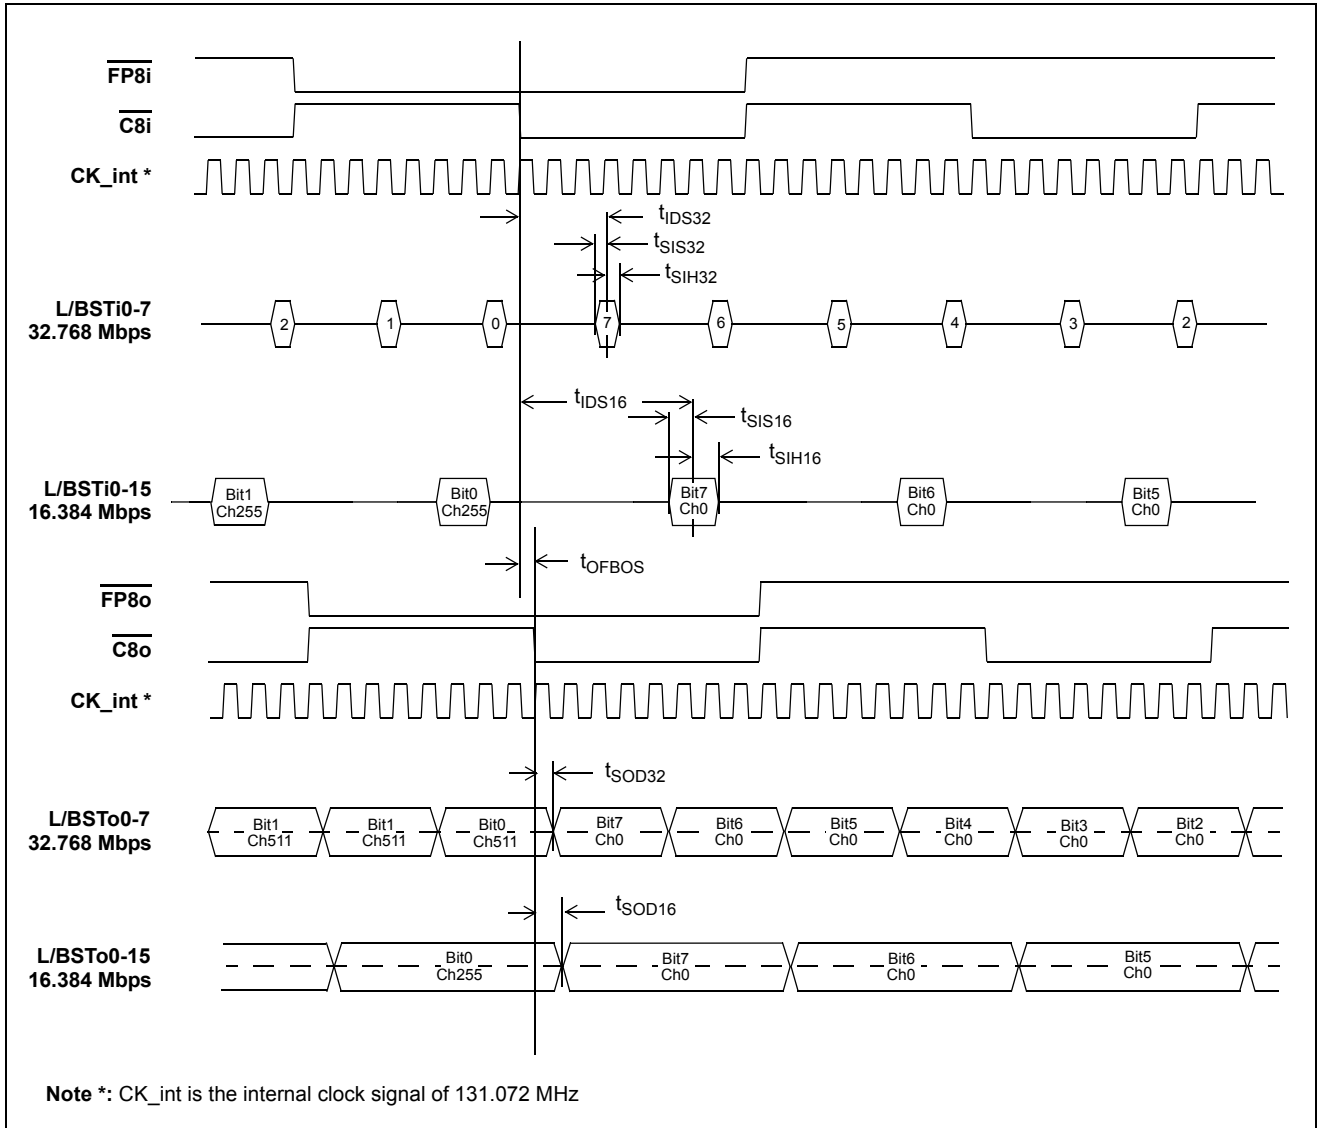 FP8i
C8i
CK_int *
tIDS32
tSIS32
tSIH32
L/BSTi0-7
32.768 Mbps
2 1 0 7 6 5 4 3 2
tIDS16
tSIS16
tSIH16
L/BSTi0-15
16.384 Mbps
Bit1 Bit0 Bit7 Bit6 Bit5
Ch255 Ch255 Ch0 Ch0 Ch0
tOFBOS
FP8o
C8o
CK_int *
tSOD32
L/BSTo0-7
32.768 Mbps
Bit1 Bit1 Bit0 Bit7 Bit6 Bit5 Bit4 Bit3 Bit2
Ch511 Ch511 Ch511 Ch0 Ch0 Ch0 Ch0 Ch0 Ch0
tSOD16
L/BSTo0-15
16.384 Mbps
Bit0 Bit7 Bit6 Bit5
Ch255 Ch0 Ch0 Ch0
Note *: CK_int is the internal clock signal of 131.072 MHz